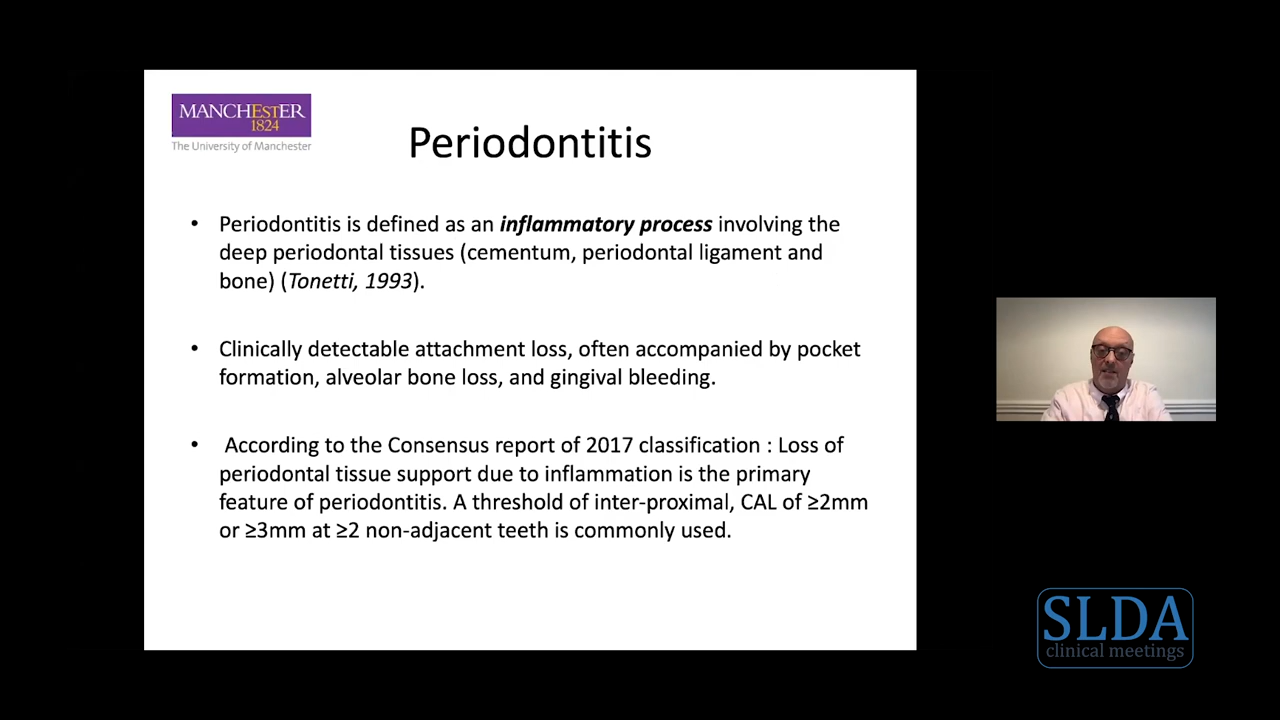 MANCHESTER
1824
The University of Manchester
Periodontitis
• Periodontitis is defined as an inflammatory process involving the
deep periodontal tissues (cementum, periodontal ligament and
bone) (Tonetti, 1993).
• Clinically detectable attachment loss, often accompanied by pocket
formation, alveolar bone loss, and gingival bleeding.
• According to the Consensus report of 2017 classification : Loss of
periodontal tissue support due to inflammation is the primary
feature of periodontitis. A threshold of inter-proximal, CAL of ≥2mm
or ≥3mm at ≥2 non-adjacent teeth is commonly used.
SLDA
clinical meetings